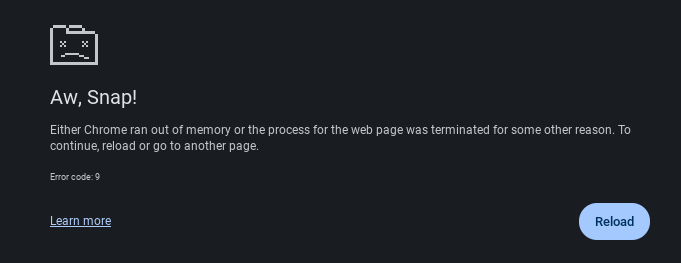 Aw, Snap!
Either Chrome ran out of memory or the process for the web page was terminated for some other reason. To
continue, reload or go to another page.
Error code: 9
Learn more
Reload